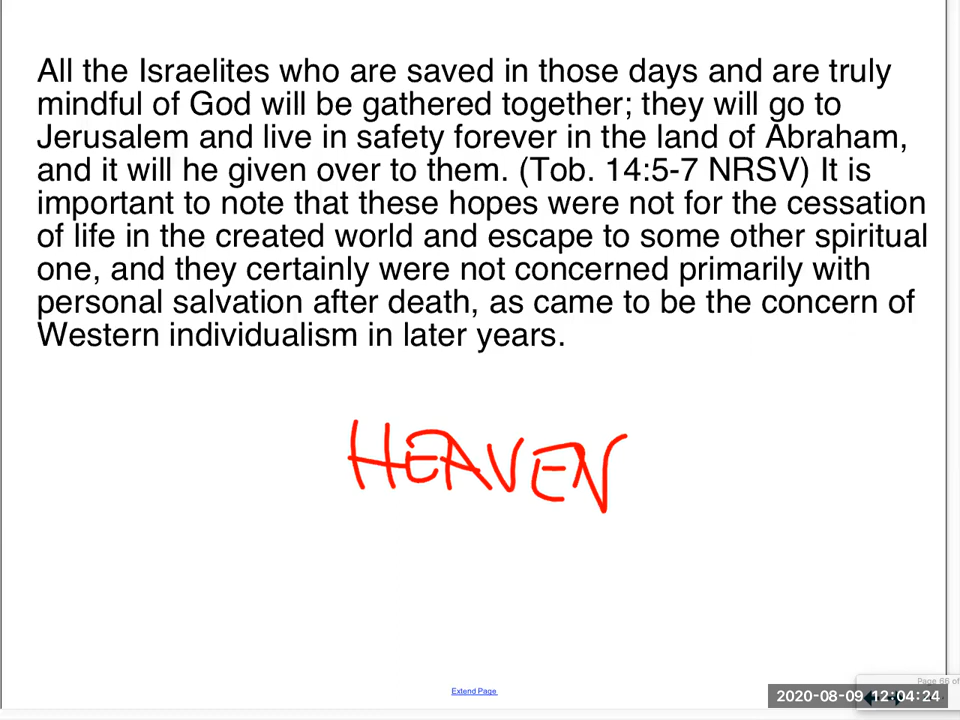 All the Israelites who are saved in those days and are truly
mindful of God will be gathered together; they will go to
Jerusalem and live in safety forever in the land of Abraham,
and it will he given over to them. (Tob. 14:5-7 NRSV) It is
important to note that these hopes were not for the cessation
of life in the created world and escape to some other spiritual
one, and they certainly were not concerned primarily with
personal salvation after death, as came to be the concern of
Western individualism in later years.
HEAVEN
Extend Page
Page 66 of
2020-08-09 12:04:24